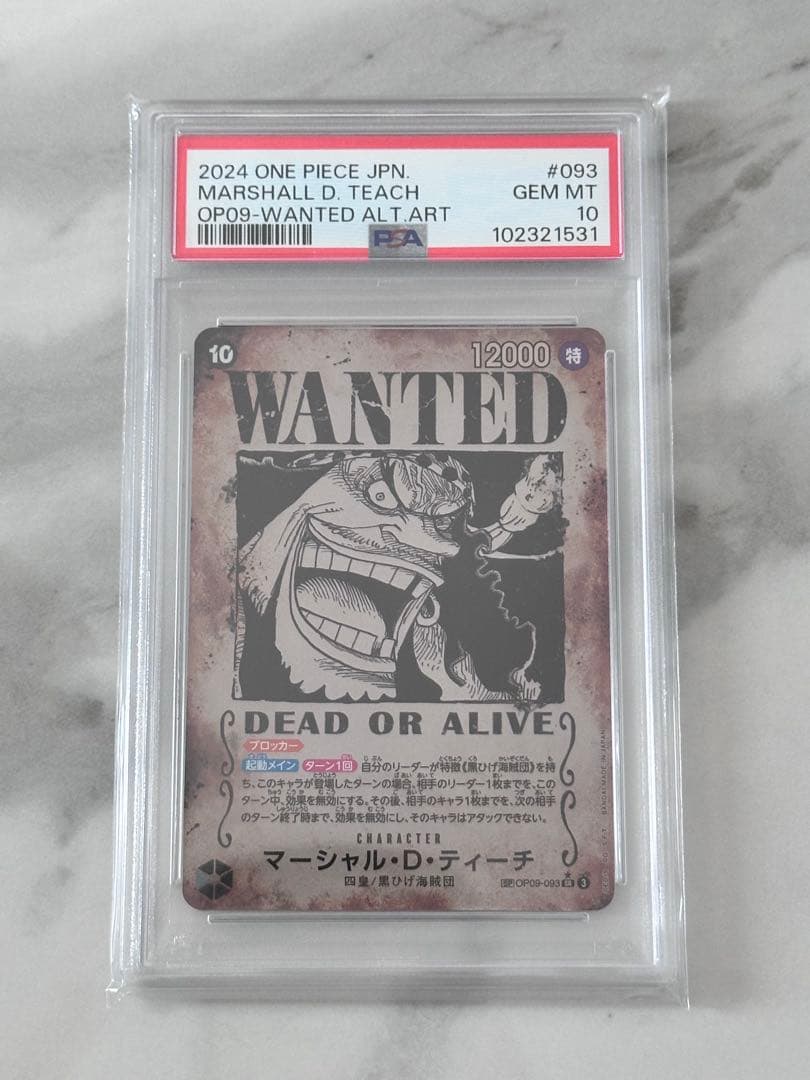 2024 ONE PIECE JPN. #093
MARSHALL D. TEACH GEM MT
OP09-WANTED ALT.ART 10
PSA 102321531
10 12000 特
WANTED
DEAD OR ALIVE
ブロッカー
起動メイン ターン1回 自分のリーダーが特徴《黒ひげ海賊団》を持
ち、このキャラが登場したターンの場合、相手のリーダー1枚までを、この
ターン中、効果を無効にする。その後、相手のキャラ1枚までを、次の相手
のターン終了時まで、効果を無効にし、そのキャラはアタックできない。
CHARACTER
マーシャル・D・ティーチ
四皇/黒ひげ海賊団
SP OP09-093 SR 3
BANDAI MADE IN JAPAN